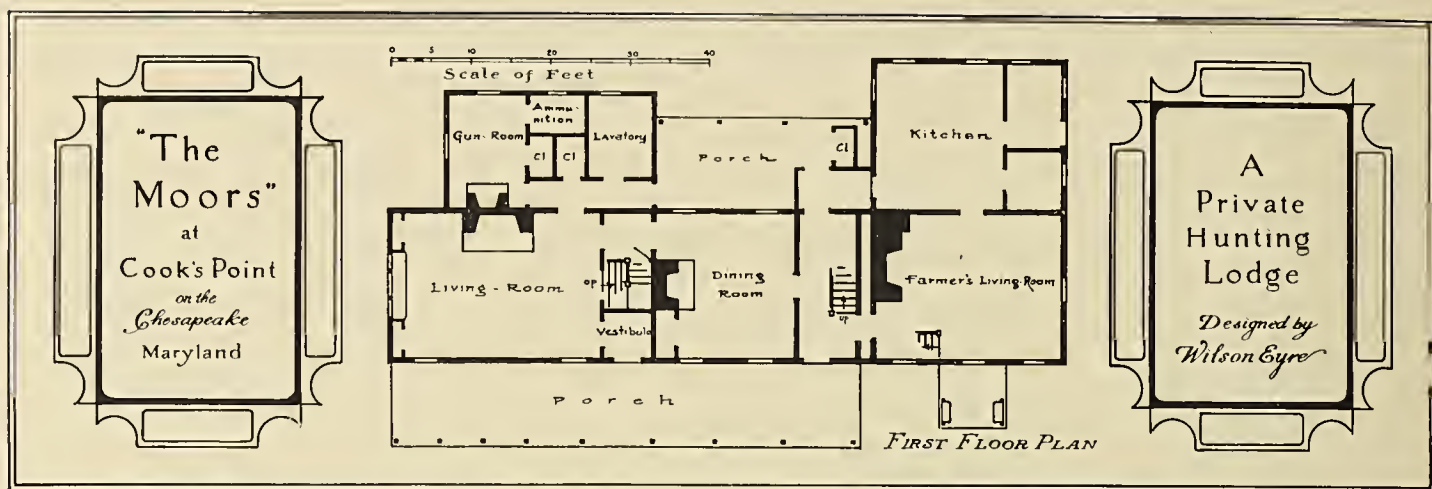 "The
Moors"
at
Cook's Point
on the
Chesapeake
Maryland
0 5 10 20 30 40
Scale of Feet
Gun-Room
Ammu-
nition
Lavatory
Cl
Cl
Porch
Cl
Kitchen
Living-Room
up
Vestibule
Dining
Room
up
Farmer's Living-Room
Porch
FIRST FLOOR PLAN
A
Private
Hunting
Lodge
Designed by
Wilson Eyre